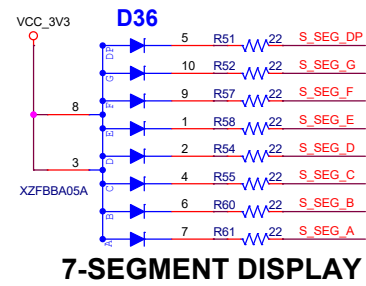 VCC_3V3
D36
DP 5 R51 22 S_SEG_DP
G 10 R52 22 S_SEG_G
F 9 R57 22 S_SEG_F
8
E 1 R58 22 S_SEG_E
D 2 R54 22 S_SEG_D
3
C 4 R55 22 S_SEG_C
XZFBBA05A
B 6 R60 22 S_SEG_B
A 7 R61 22 S_SEG_A
7-SEGMENT DISPLAY